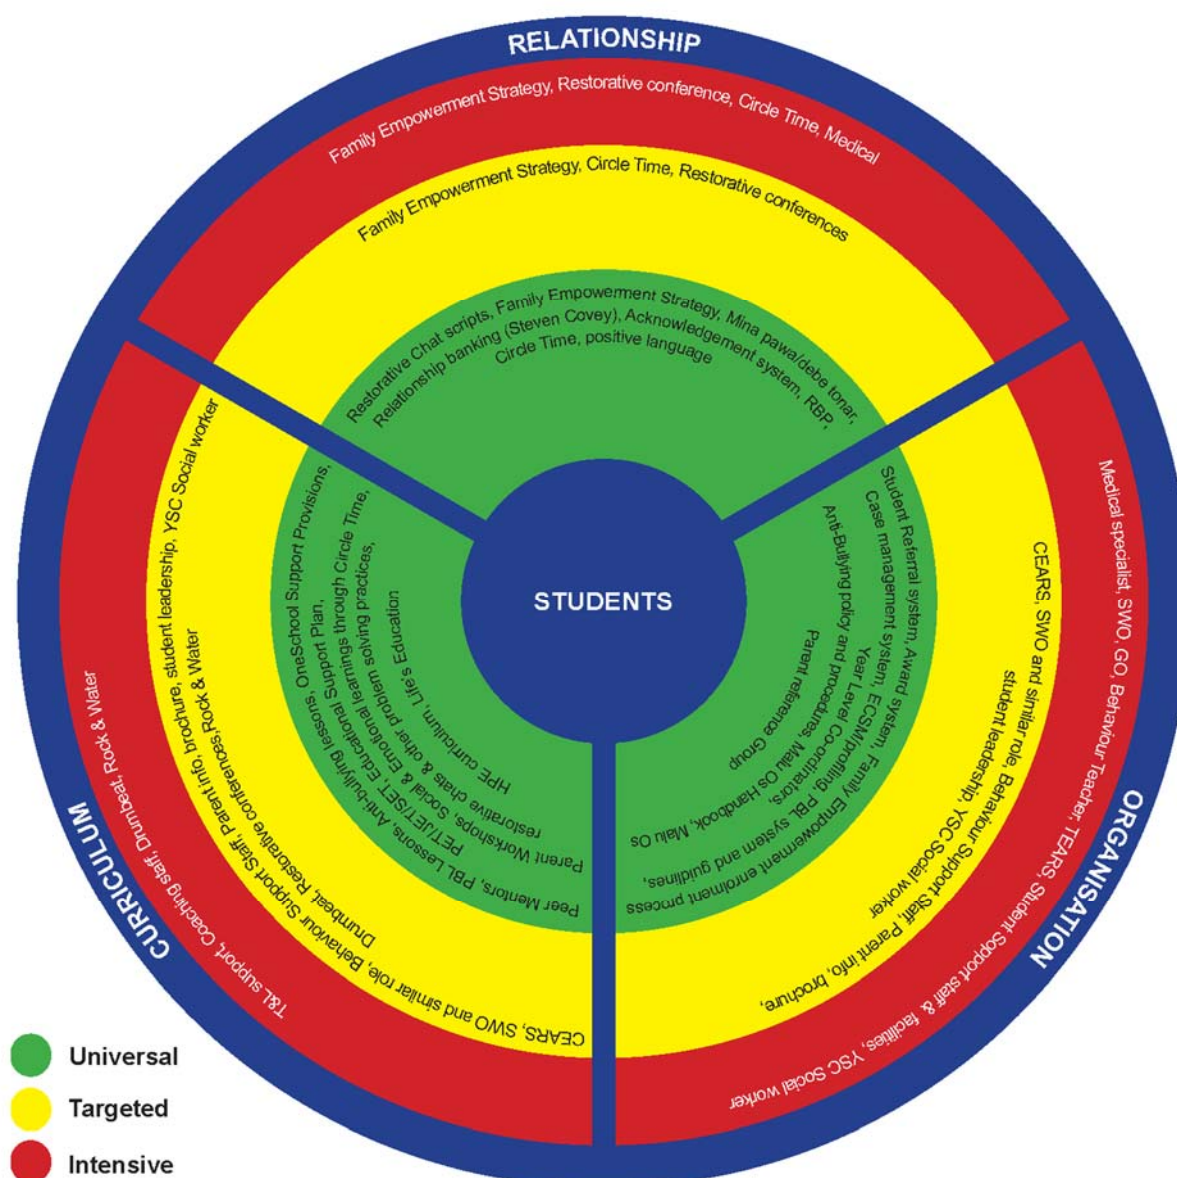 RELATIONSHIP
Family Empowerment Strategy, Restorative conference, Circle Time, Medical
Family Empowerment Strategy, Circle Time, Restorative conferences
Restorative Chat scripts, Family Empowerment Strategy, Mina pawa/debe tonar,
Relationship banking (Steven Covey), Acknowledgement system, RBP,
Circle Time, positive language
STUDENTS
ORGANISATION
Medical specialist, SWO, GO, Behaviour Teacher, TEARS, Student Support staff & facilities, YSC Social worker
CEARS, SWO and similar role, Behaviour Support Staff, Parent info, brochure,
student leadership, YSC Social worker
Student Referral system, Award system, Family Empowerment enrolment process
Case management system, ECSM/profiling, PBL system and guidlines,
Year Level Co-ordinators,
Anti-Bullying policy and procedures, Malu Os Handbook, Malu Os
Parent reference Group
CURRICULUM
T&L support, Coaching staff, Drumbeat, Rock & Water
CEARS, SWO and similar role, Behaviour Support Staff, Parent info, brochure, student leadership, YSC Social worker
Drumbeat, Restorative conferences,Rock & Water
Peer Mentors, PBL Lessons, Anti-bullying lessons, OneSchool Support Provisions,
PET/JET/SET, Educational Support Plan,
Parent Workshops, Social & Emotional learnings through Circle Time,
restorative chats & other problem solving practices,
HPE curriculum, Life's Education
Universal
Targeted
Intensive